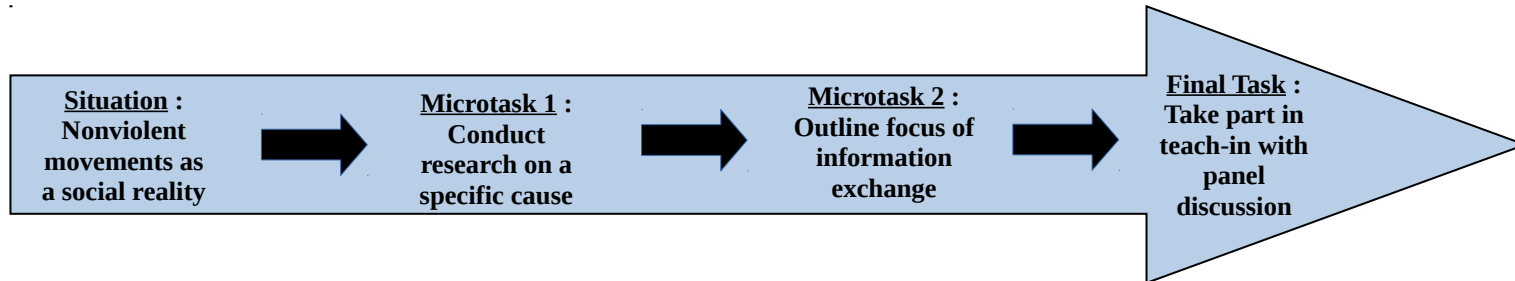 Situation :
Nonviolent
movements as
a social reality
Microtask 1 :
Conduct
research on a
specific cause
Microtask 2 :
Outline focus of
information
exchange
Final Task :
Take part in
teach-in with
panel
discussion